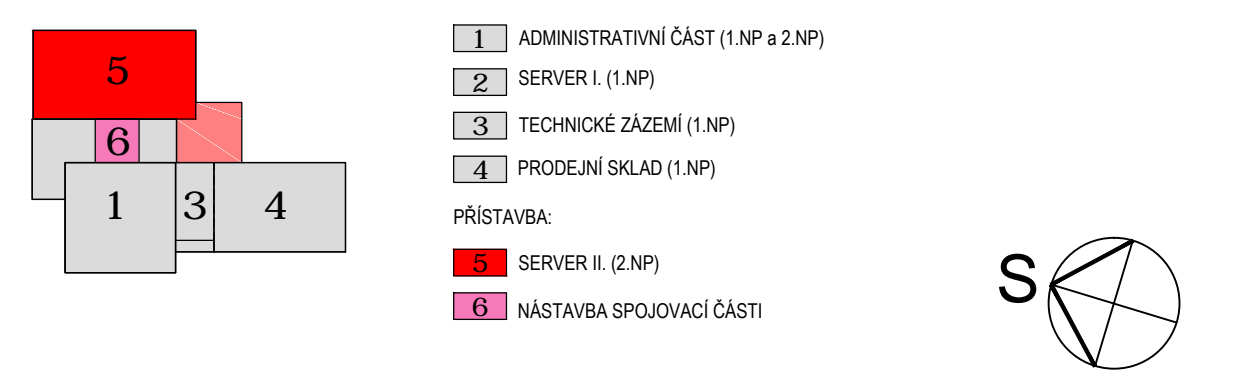 5
6
1 3 4
1 ADMINISTRATIVNÍ ČÁST (1.NP a 2.NP)
2 SERVER I. (1.NP)
3 TECHNICKÉ ZÁZEMÍ (1.NP)
4 PRODEJNÍ SKLAD (1.NP)
PŘÍSTAVBA:
5 SERVER II. (2.NP)
6 NÁSTAVBA SPOJOVACÍ ČÁSTI
S